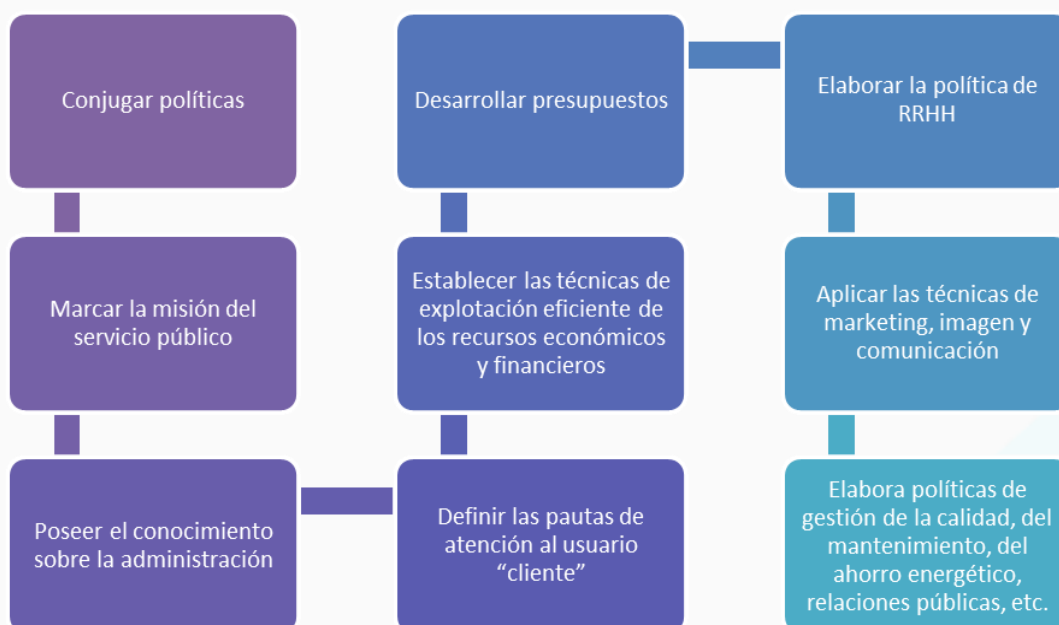 Conjugar políticas
Marcar la misión del
servicio público
Poseer el conocimiento
sobre la administración
Definir las pautas de
atención al usuario
“cliente”
Establecer las técnicas de
explotación eficiente de
los recursos económicos
y financieros
Desarrollar presupuestos
Elaborar la política de
RRHH
Aplicar las técnicas de
marketing, imagen y
comunicación
Elabora políticas de
gestión de la calidad, del
mantenimiento, del
ahorro energético,
relaciones públicas, etc.